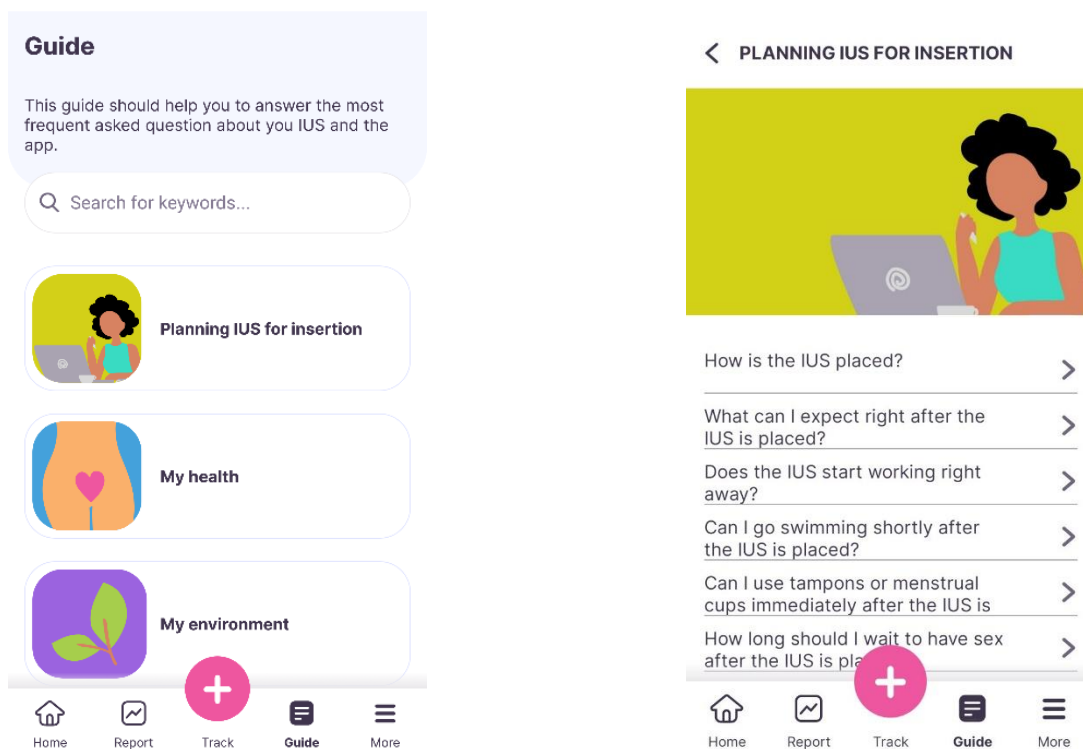 Guide
This guide should help you to answer the most
frequent asked question about you IUS and the
app.
Search for keywords...
Planning IUS for insertion
My health
My environment
Home
Report
Track
Guide
More
PLANNING IUS FOR INSERTION
How is the IUS placed?
What can I expect right after the
IUS is placed?
Does the IUS start working right
away?
Can I go swimming shortly after
the IUS is placed?
Can I use tampons or menstrual
cups immediately after the IUS is
How long should I wait to have sex
after the IUS is
Home
Report
Track
Guide
More